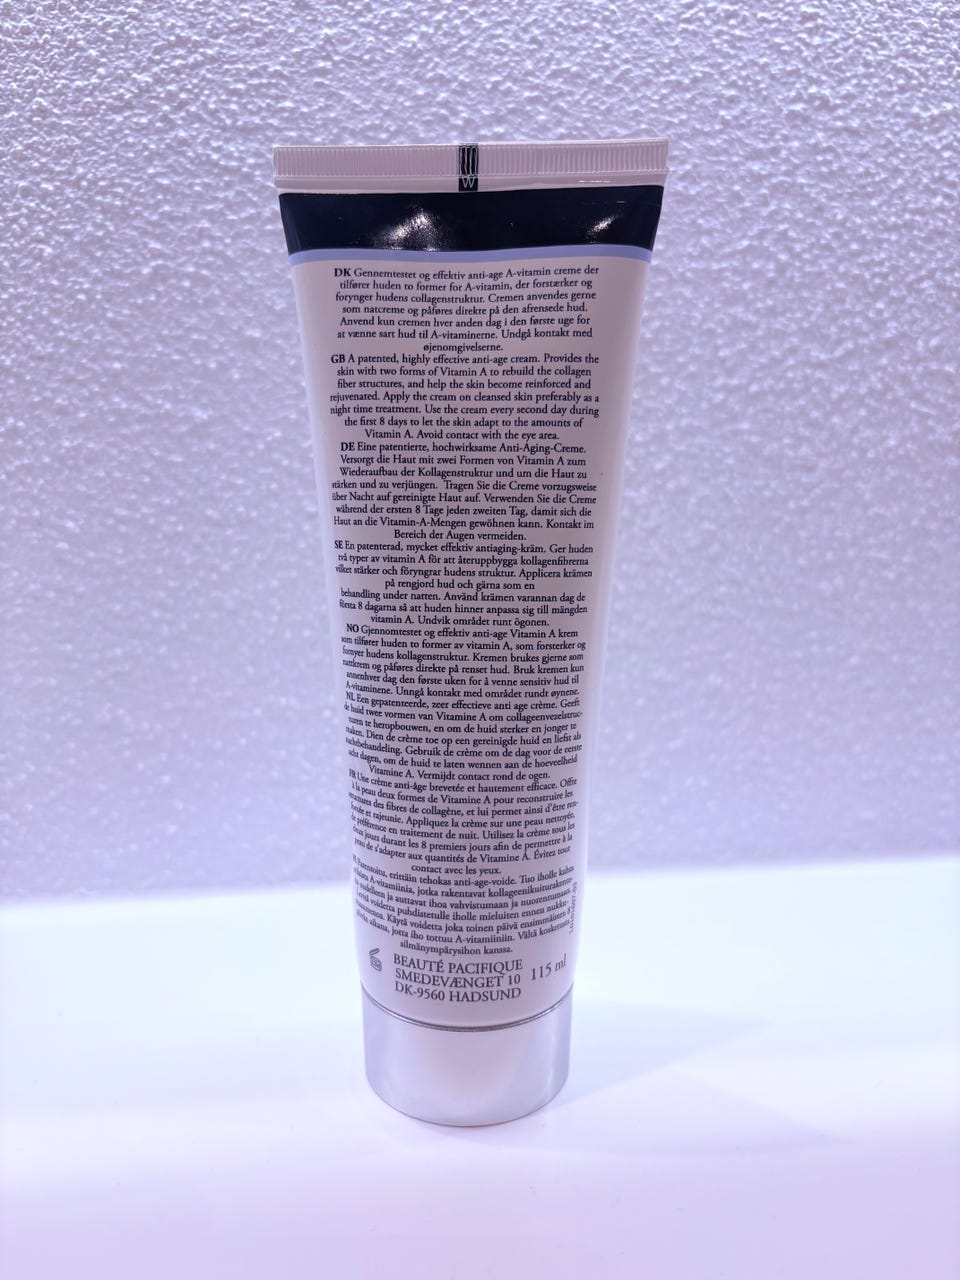 W
DK Gennemtestet og effektiv anti-age A-vitamin creme der
tilfører huden to former for A-vitamin, der forstærker og
forynger hudens collagenstruktur. Cremen anvendes gerne
som natcreme og påføres direkte på den afrensede hud.
Anvend kun cremen hver anden dag i den første uge for
at vænne sart hud til A-vitaminerne. Undgå kontakt med
øjenomgivelserne.
GB A patented, highly effective anti-age cream. Provides the
skin with two forms of Vitamin A to rebuild the collagen
fiber structures, and help the skin become reinforced and
rejuvenated. Apply the cream on cleansed skin preferably as a
night time treatment. Use the cream every second day during
the first 8 days to let the skin adapt to the amounts of
Vitamin A. Avoid contact with the eye area.
DE Eine patentierte, hochwirksame Anti-Aging-Creme.
Versorgt die Haut mit zwei Formen von Vitamin A zum
Wiederaufbau der Kollagenstruktur und um die Haut zu
stärken und zu verjüngen. Tragen Sie die Creme vorzugsweise
über Nacht auf gereinigte Haut auf. Verwenden Sie die Creme
während der ersten 8 Tage jeden zweiten Tag, damit sich die
Haut an die Vitamin-A-Mengen gewöhnen kann. Kontakt im
Bereich der Augen vermeiden.
SE En patenterad, mycket effektiv antiaging-kräm. Ger huden
två typer av vitamin A för att återuppbygga kollagenfibrerna
vilket stärker och föryngrar hudens struktur. Applicera krämen
på rengjord hud och gärna som en
behandling under natten. Använd krämen varannan dag de
första 8 dagarna så att huden hinner anpassa sig till mängden
vitamin A. Undvik området runt ögonen.
NO Gjennomtestet og effektiv anti-age Vitamin A krem
som tilfører huden to former av vitamin A, som forsterker og
fornyer hudens kollagenstruktur. Kremen brukes gjerne som
nattkrem og påføres direkte på renset hud. Bruk kremen kun
annenhver dag den første uken for å venne sensitiv hud til
A-vitaminene. Unngå kontakt med området rundt øynene.
NL Een gepatenteerde, zeer effectieve anti age crème. Geeft
de huid twee vormen van Vitamine A om collageenvezelstruc-
turen te heropbouwen, en om de huid sterker en jonger te
maken. Dien de crème toe op een gereinigde huid en liefst als
nachtbehandeling. Gebruik de crème om de dag voor de eerste
acht dagen, om de huid te laten wennen aan de hoeveelheid
Vitamine A. Vermijdt contact rond de ogen.
FR Une crème anti-âge brevetée et hautement efficace. Offre
à la peau deux formes de Vitamine A pour reconstruire les
structures des fibres de collagène, et lui permet ainsi d'être ren-
forcée et rajeunie. Appliquez la crème sur une peau nettoyée,
de préférence en traitement de nuit. Utilisez la crème tous les
deux jours durant les 8 premiers jours afin de permettre à la
peau de s'adapter aux quantités de Vitamine A. Évitez tout
contact avec les yeux.
FI Patentoitu, erittäin tehokas anti-age-voide. Tuo iholle kahta
A-vitamiinia, jotka rakentavat kollageenikuiturakenne
uudelleen ja auttavat ihoa vahvistumaan ja nuorentumaan.
Levitä voidetta puhdistetulle iholle mieluiten ennen nukku-
maanmenoa. Käytä voidetta joka toinen päivä ensimmäisten 8
aikana, jotta iho tottuu A-vitamiiniin. Vältä kosketusta
silmänympärysihon kanssa.
BEAUTÉ PACIFIQUE
SMEDEVÆNGET 10
DK-9560 HADSUND
115 ml